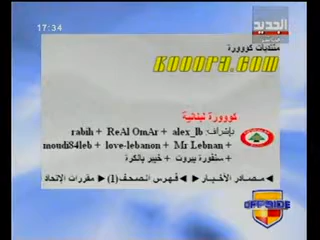 17:34
الجديد
منتديات كووورة
KOOORA.COM
كووورة لبنانية
بإشراف: rabih + ReAl OmAr + alex_lb
moudi84leb + love-lebanon + Mr Lebnan +
+ سنفورة بيروت + خبير بالكرة
◄مصادر الأخبار ◄فهرس الصحف(1) ◄مقررات الإتحاد
OFFSIDE